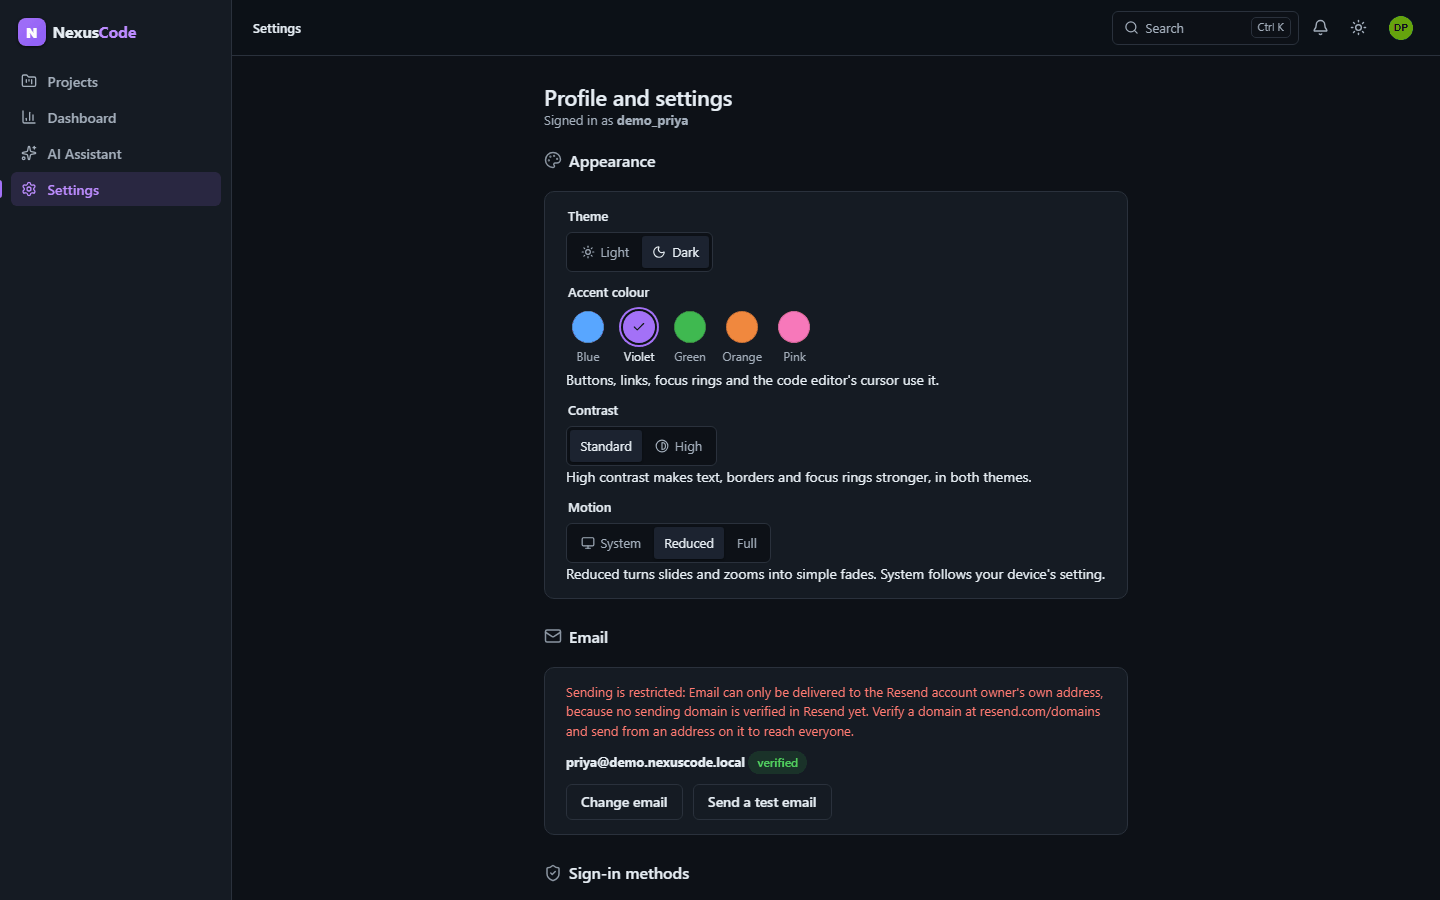 N NexusCode
Projects
Dashboard
AI Assistant
Settings
Settings
Search Ctrl K
DP
Profile and settings
Signed in as demo_priya
Appearance
Theme
Light Dark
Accent colour
Blue Violet Green Orange Pink
Buttons, links, focus rings and the code editor's cursor use it.
Contrast
Standard High
High contrast makes text, borders and focus rings stronger, in both themes.
Motion
System Reduced Full
Reduced turns slides and zooms into simple fades. System follows your device's setting.
Email
Sending is restricted: Email can only be delivered to the Resend account owner's own address,
because no sending domain is verified in Resend yet. Verify a domain at resend.com/domains
and send from an address on it to reach everyone.
priya@demo.nexuscode.local verified
Change email Send a test email
Sign-in methods